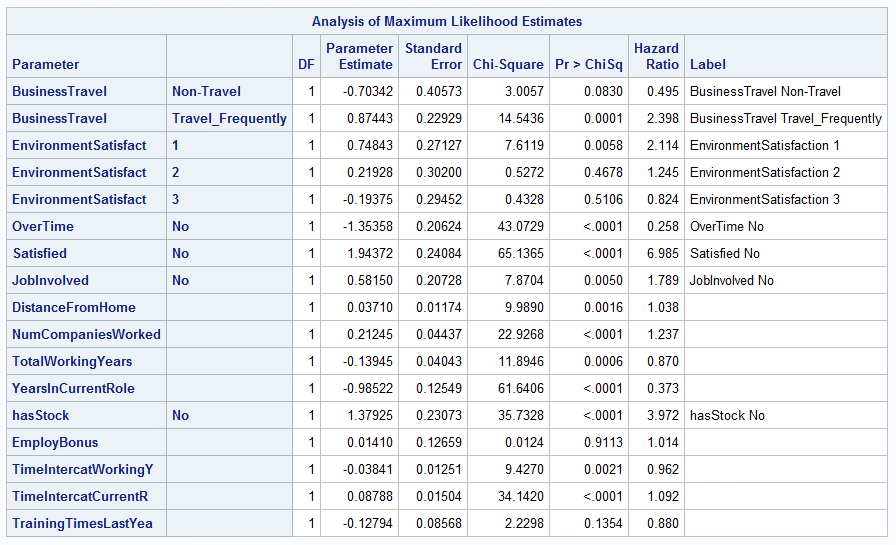 Analysis of Maximum Likelihood Estimates
Parameter DF Parameter Estimate Standard Error Chi-Square Pr > ChiSq Hazard Ratio Label
BusinessTravel Non-Travel 1 -0.70342 0.40573 3.0057 0.0830 0.495 BusinessTravel Non-Travel
BusinessTravel Travel_Frequently 1 0.87443 0.22929 14.5436 0.0001 2.398 BusinessTravel Travel_Frequently
EnvironmentSatisfact 1 1 0.74843 0.27127 7.6119 0.0058 2.114 EnvironmentSatisfaction 1
EnvironmentSatisfact 2 1 0.21928 0.30200 0.5272 0.4678 1.245 EnvironmentSatisfaction 2
EnvironmentSatisfact 3 1 -0.19375 0.29452 0.4328 0.5106 0.824 EnvironmentSatisfaction 3
OverTime No 1 -1.35358 0.20624 43.0729 <.0001 0.258 OverTime No
Satisfied No 1 1.94372 0.24084 65.1365 <.0001 6.985 Satisfied No
JobInvolved No 1 0.58150 0.20728 7.8704 0.0050 1.789 JobInvolved No
DistanceFromHome 1 0.03710 0.01174 9.9890 0.0016 1.038
NumCompaniesWorked 1 0.21245 0.04437 22.9268 <.0001 1.237
TotalWorkingYears 1 -0.13945 0.04043 11.8946 0.0006 0.870
YearsInCurrentRole 1 -0.98522 0.12549 61.6406 <.0001 0.373
hasStock No 1 1.37925 0.23073 35.7328 <.0001 3.972 hasStock No
EmployBonus 1 0.01410 0.12659 0.0124 0.9113 1.014
TimeIntercatWorkingY 1 -0.03841 0.01251 9.4270 0.0021 0.962
TimeIntercatCurrentR 1 0.08788 0.01504 34.1420 <.0001 1.092
TrainingTimesLastYea 1 -0.12794 0.08568 2.2298 0.1354 0.880